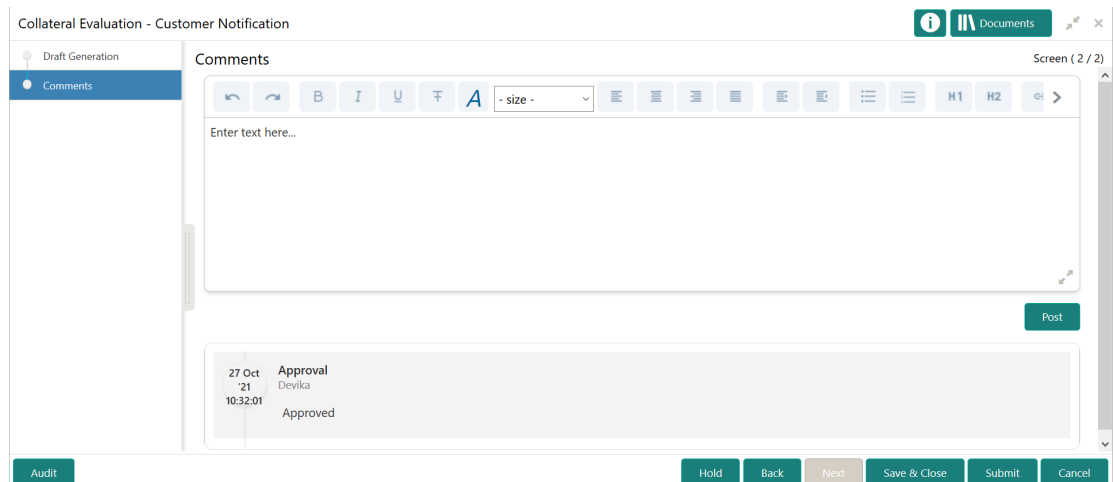 Collateral Evaluation - Customer Notification
Documents
Draft Generation
Comments
Comments
Screen ( 2 / 2)
B I U T A - size - H1 H2
Enter text here...
Post
27 Oct
'21
10:32:01
Approval
Devika
Approved
Audit
Hold Back Next Save & Close Submit Cancel